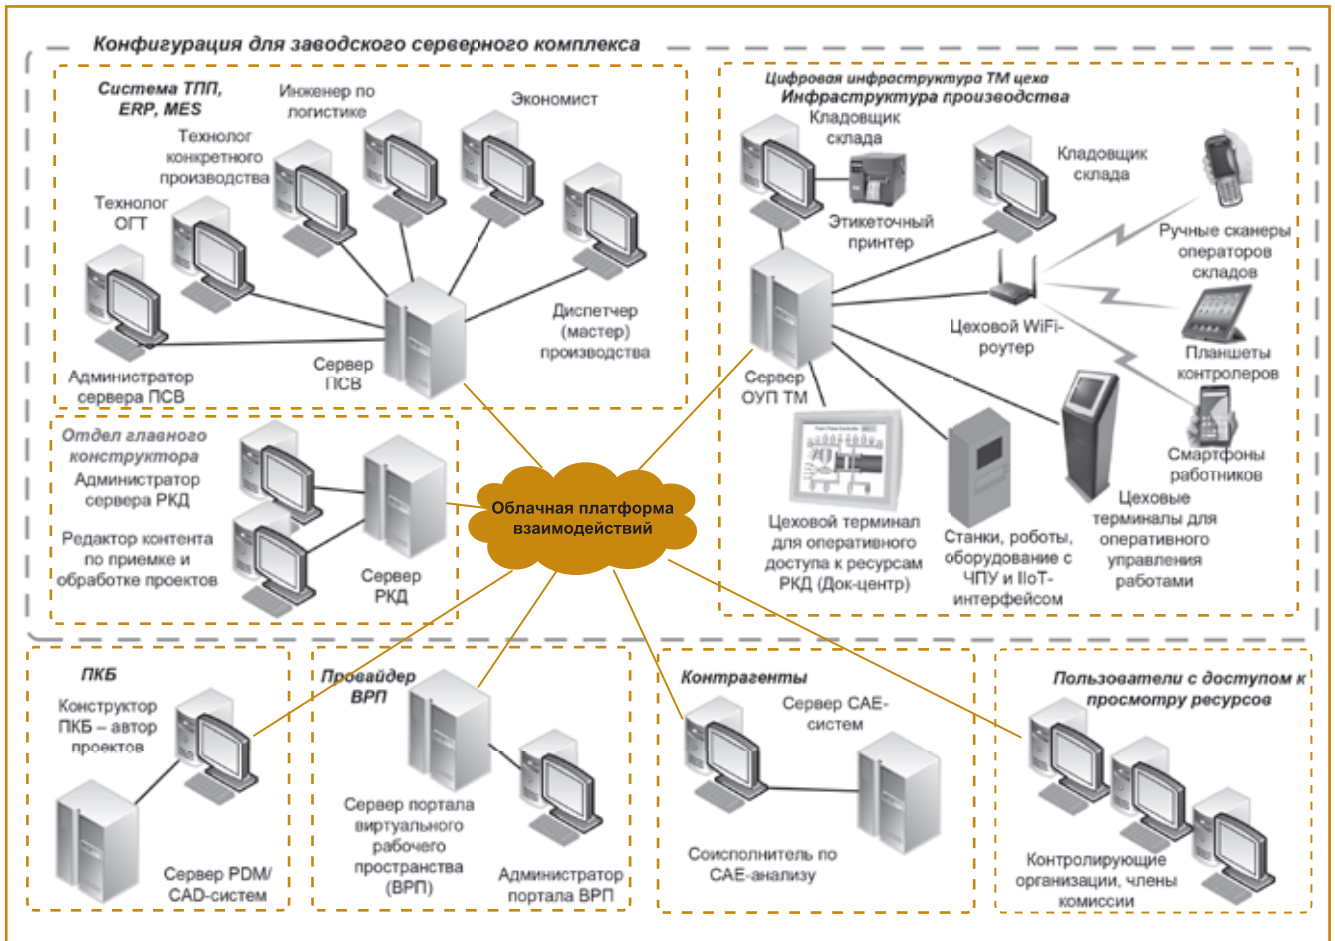 Конфигурация для заводского серверного комплекса
Система ТПП,
ERP, MES
Инженер по
логистике
Экономист
Технолог
конкретного
производства
Технолог
ОГТ
Диспетчер
(мастер)
производства
Сервер
ПСВ
Администратор
сервера ПСВ
Цифровая инфраструктура ТМ цеха
Инфраструктура производства
Кладовщик
склада
Кладовщик
склада
Этикеточный
принтер
Ручные сканеры
операторов
складов
Цеховой WiFi-
роутер
Планшеты
контролеров
Сервер
ОУП ТМ
Смартфоны
работников
Цеховой терминал
для оперативного
доступа к ресурсам
РКД (Док-центр)
Станки, роботы,
оборудование с
ЧПУ и IIoT-
интерфейсом
Цеховые
терминалы для
оперативного
управления
работами
Отдел главного
конструктора
Администратор
сервера РКД
Редактор контента
по приемке и
обработке проектов
Сервер
РКД
Облачная платформа
взаимодействий
ПКБ
Конструктор
ПКБ – автор
проектов
Сервер PDM/
CAD-систем
Провайдер
ВРП
Сервер портала
виртуального
рабочего
пространства
(ВРП)
Администратор
портала ВРП
Контрагенты
Сервер CAE-
систем
Соисполнитель по
CAE-анализу
Пользователи с доступом к
просмотру ресурсов
Контролирующие
организации, члены
комиссии